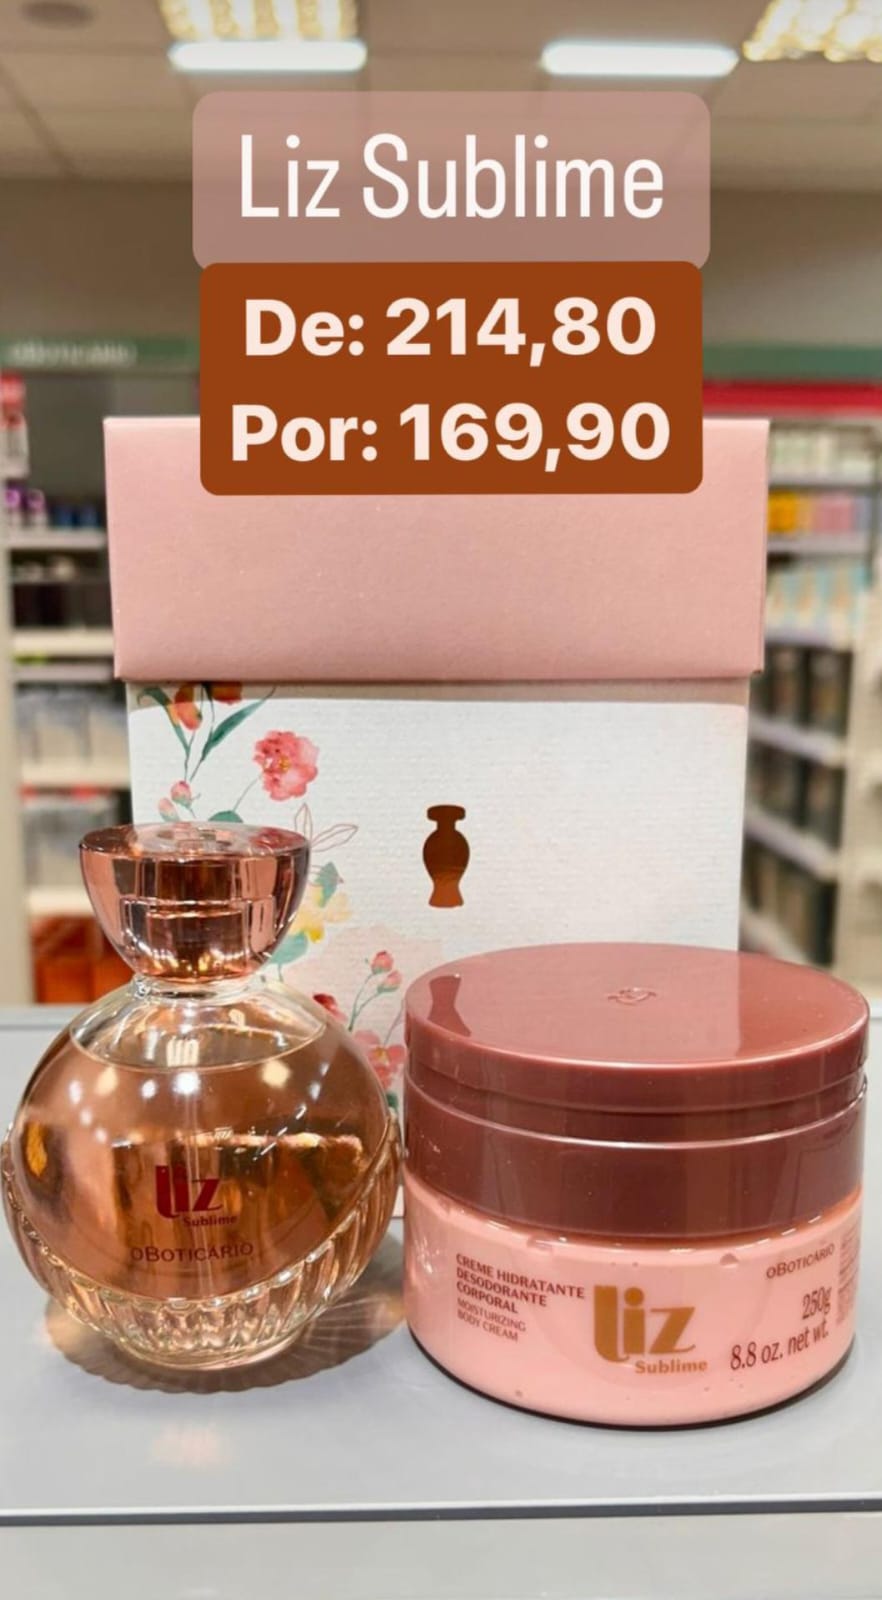 Liz Sublime
De: 214,80
Por: 169,90
OBOTICÁRIO
liz
Sublime
OBOTICÁRIO
CREME HIDRATANTE
DESODORANTE
CORPORAL
MOISTURIZING
BODY CREAM
liz
Sublime
OBOTICÁRIO
250g
8.8 oz. net wt.